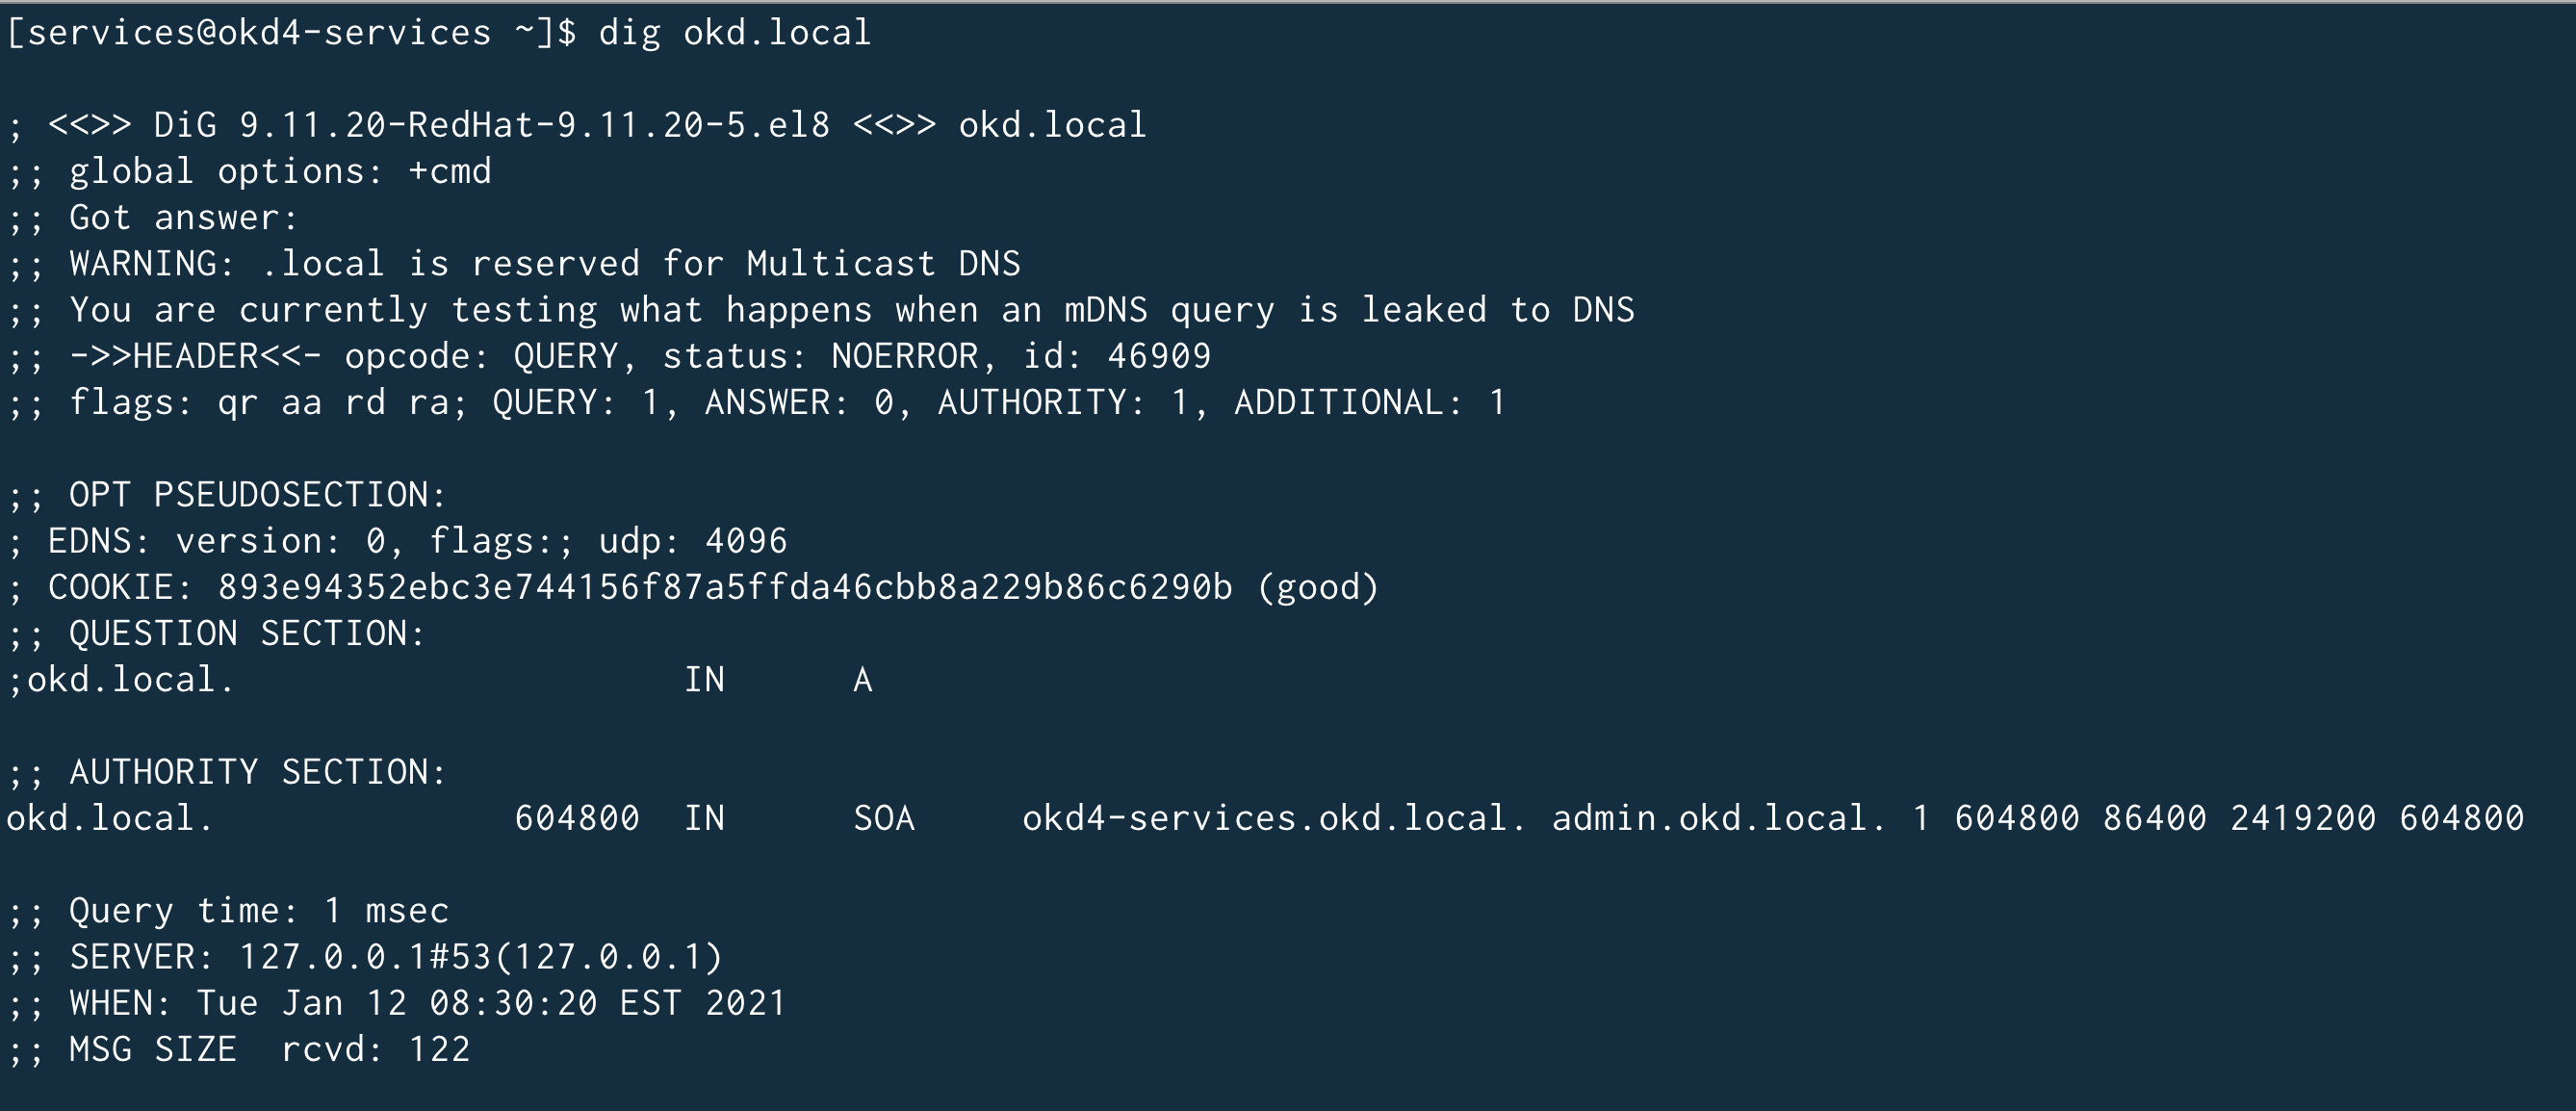 [services@okd4-services ~]$ dig okd.local
; <<>> DiG 9.11.20-RedHat-9.11.20-5.el8 <<>> okd.local
;; global options: +cmd
;; Got answer:
;; WARNING: .local is reserved for Multicast DNS
;; You are currently testing what happens when an mDNS query is leaked to DNS
;; ->>HEADER<<- opcode: QUERY, status: NOERROR, id: 46909
;; flags: qr aa rd ra; QUERY: 1, ANSWER: 0, AUTHORITY: 1, ADDITIONAL: 1
;; OPT PSEUDOSECTION:
; EDNS: version: 0, flags:; udp: 4096
; COOKIE: 893e94352ebc3e744156f87a5ffda46cbb8a229b86c6290b (good)
;; QUESTION SECTION:
;okd.local. IN A
;; AUTHORITY SECTION:
okd.local. 604800 IN SOA okd4-services.okd.local. admin.okd.local. 1 604800 86400 2419200 604800
;; Query time: 1 msec
;; SERVER: 127.0.0.1#53(127.0.0.1)
;; WHEN: Tue Jan 12 08:30:20 EST 2021
;; MSG SIZE  rcvd: 122